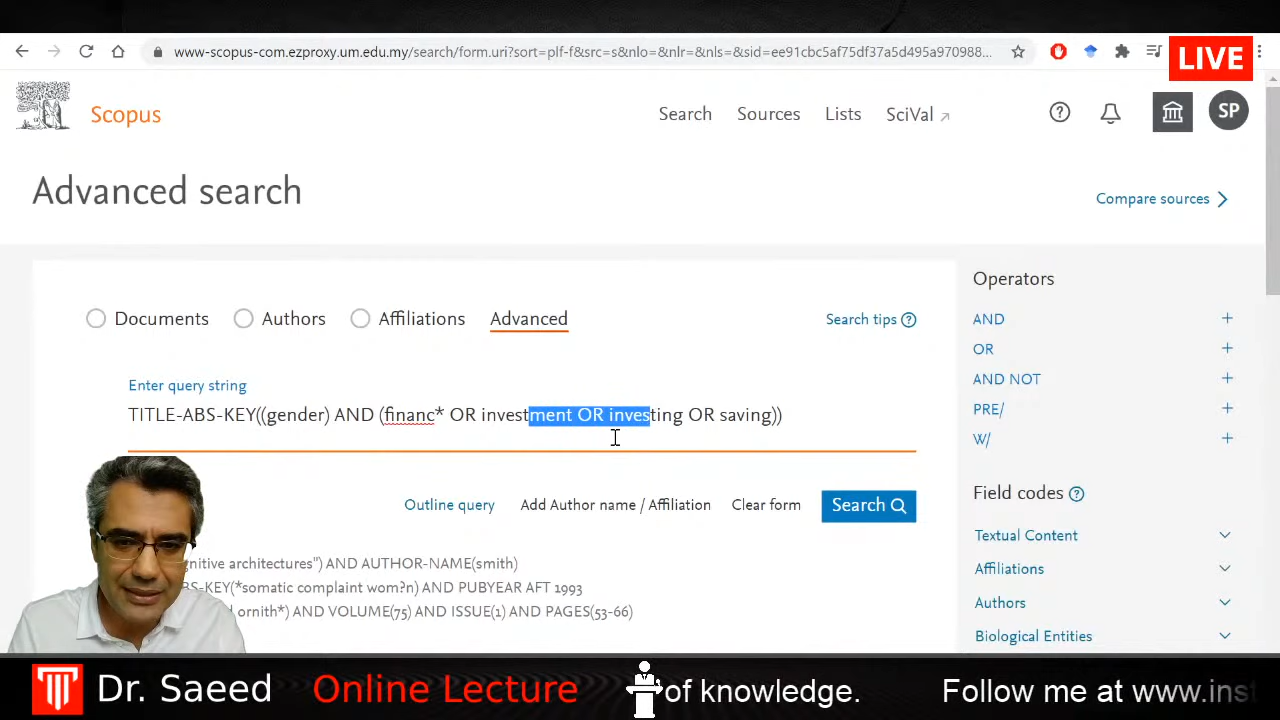 www-scopus-com.ezproxy.um.edu.my/search/form.uri?sort=plf-f&src=s&nlo=&nlr=&nls=&sid=ee91cbc5af75df37a5d495a970988...
LIVE
Scopus
Search Sources Lists SciVal
SP
Advanced search
Compare sources
Documents Authors Affiliations Advanced
Search tips
Enter query string
TITLE-ABS-KEY((gender) AND (financ* OR investment OR investing OR saving))
Outline query Add Author name / Affiliation Clear form Search
gnitive architectures") AND AUTHOR-NAME(smith)
BS-KEY(*somatic complaint wom?n) AND PUBYEAR AFT 1993
ornith*) AND VOLUME(75) AND ISSUE(1) AND PAGES(53-66)
Operators
AND +
OR +
AND NOT +
PRE/ +
W/ +
Field codes
Textual Content
Affiliations
Authors
Biological Entities
Dr. Saeed Online Lecture of knowledge. Follow me at www.inst